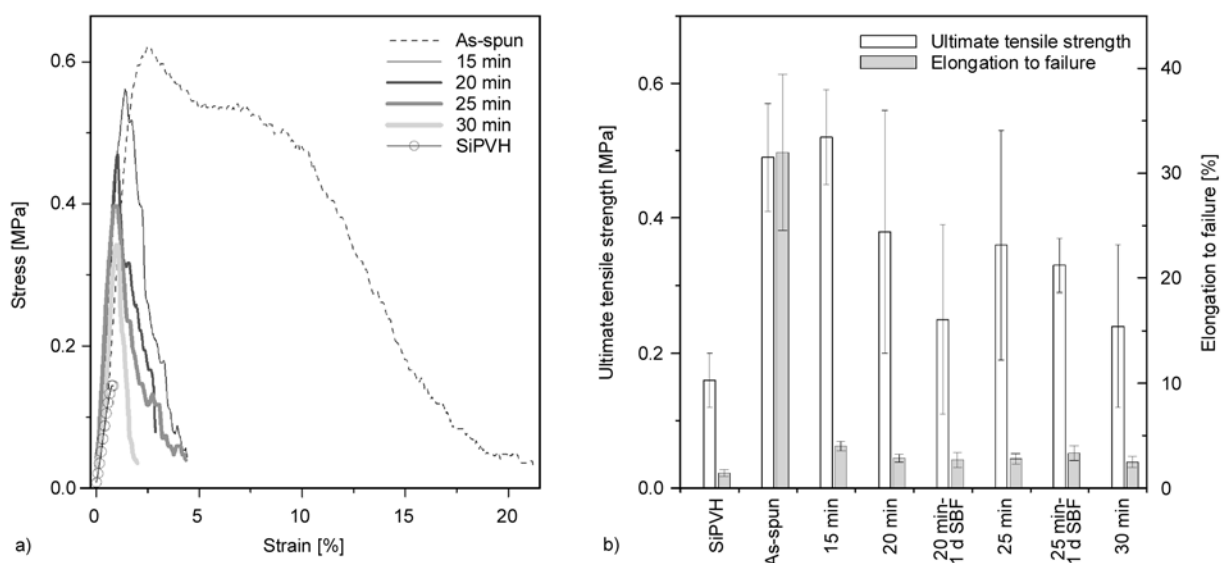 As-spun
15 min
20 min
25 min
30 min
SiPVH
0.6
0.4
0.2
0.0
Stress [MPa]
0 5 10 15 20
Strain [%]
a)
Ultimate tensile strength
Elongation to failure
0.6
0.4
0.2
0.0
Ultimate tensile strength [MPa]
40
30
20
10
0
Elongation to failure [%]
SiPVH
As-spun
15 min
20 min
20 min-
1 d SBF
25 min
25 min-
1 d SBF
30 min
b)